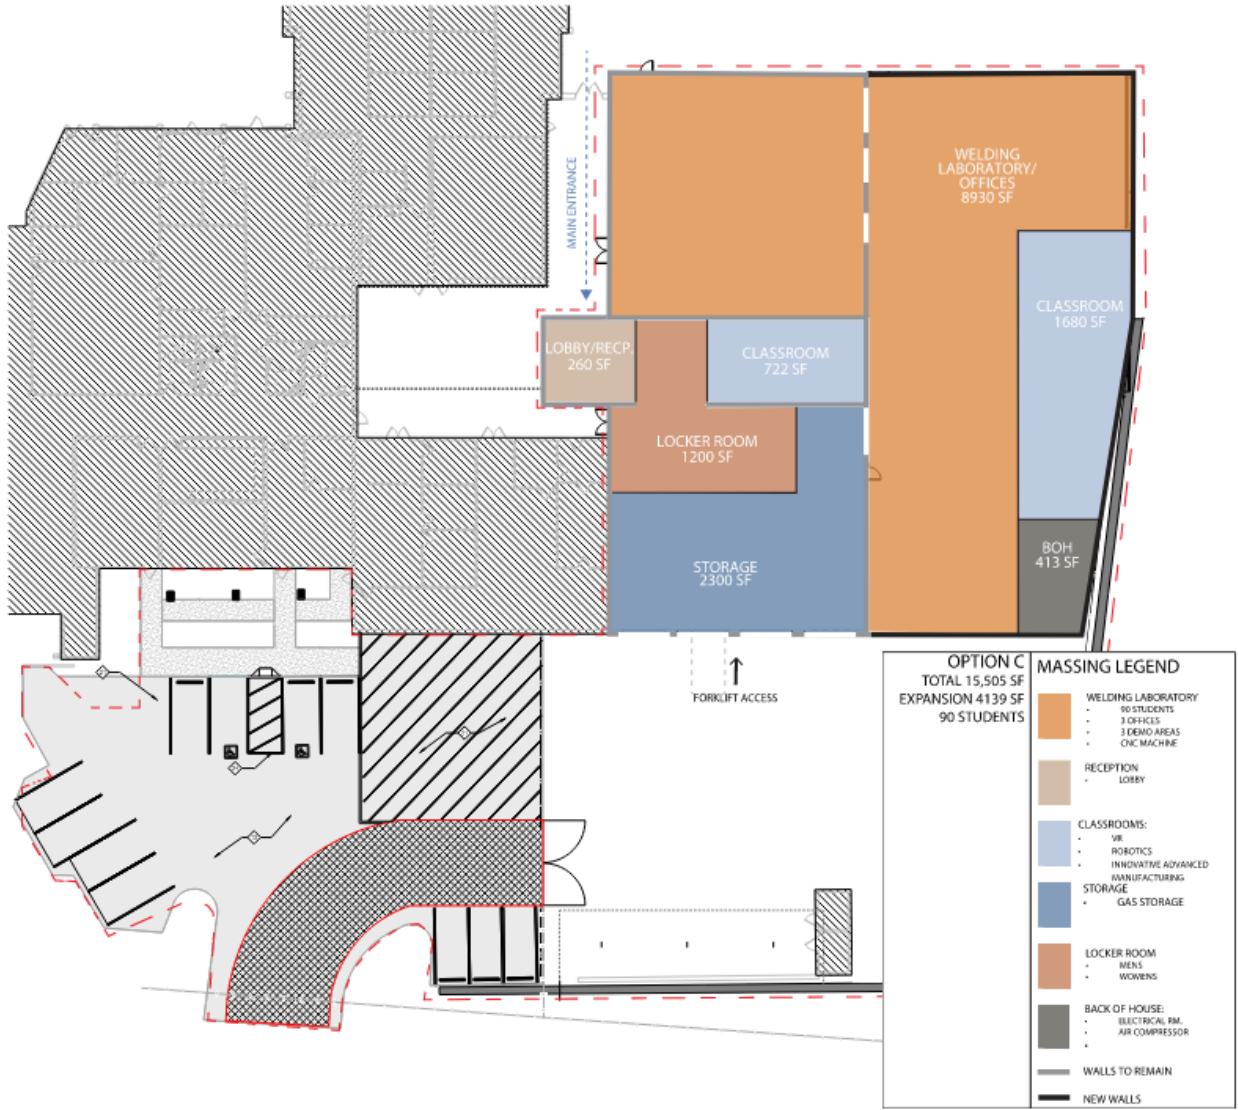 MAIN ENTRANCE
WELDING
LABORATORY/
OFFICES
8930 SF
CLASSROOM
1680 SF
LOBBY/RECP.
260 SF
CLASSROOM
722 SF
LOCKER ROOM
1200 SF
STORAGE
2300 SF
BOH
413 SF
FORKLIFT ACCESS
OPTION C
TOTAL 15,505 SF
EXPANSION 4139 SF
90 STUDENTS
MASSING LEGEND
WELDING LABORATORY
- 90 STUDENTS
- 3 OFFICES
- 3 DEMO AREAS
- CNC MACHINE
RECEPTION
- LOBBY
CLASSROOMS:
- VR
- ROBOTICS
- INNOVATIVE ADVANCED
MANUFACTURING
STORAGE
- GAS STORAGE
LOCKER ROOM
- MENS
- WOMENS
BACK OF HOUSE:
- ELECTRICAL RM.
- AIR COMPRESSOR
-
WALLS TO REMAIN
NEW WALLS